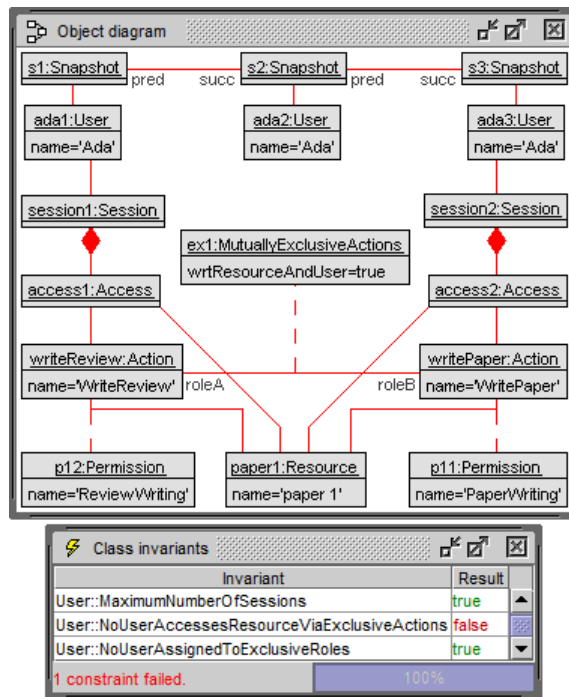 Object diagram
s1:Snapshot
s2:Snapshot
s3:Snapshot
pred
succ
pred
succ
ada1:User
name='Ada'
ada2:User
name='Ada'
ada3:User
name='Ada'
session1:Session
session2:Session
ex1:MutuallyExclusiveActions
wrtResourceAndUser=true
access1:Access
access2:Access
writeReview:Action
name='WriteReview'
writePaper:Action
name='WritePaper'
roleA
roleB
p12:Permission
name='ReviewWriting'
paper1:Resource
name='paper 1'
p11:Permission
name='PaperWriting'
Class invariants
Invariant Result
User::MaximumNumberOfSessions true
User::NoUserAccessesResourceViaExclusiveActions false
User::NoUserAssignedToExclusiveRoles true
1 constraint failed. 100%